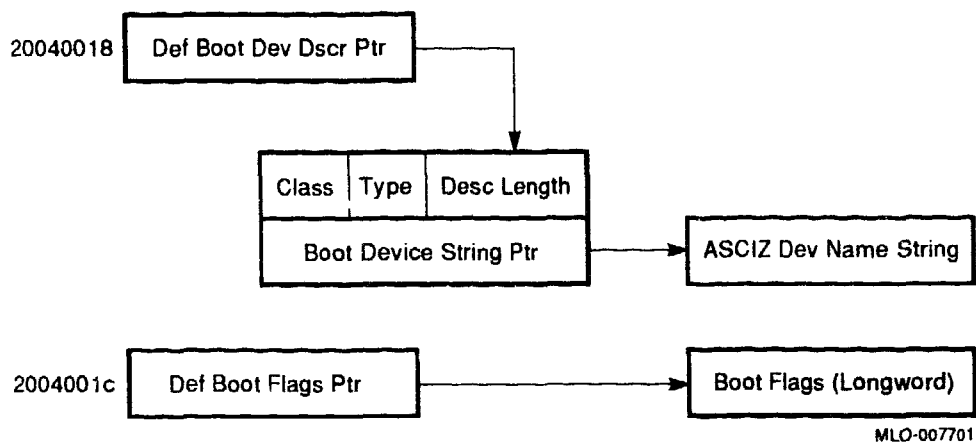 20040018 Def Boot Dev Dscr Ptr
Class Type Desc Length
Boot Device String Ptr
ASCIZ Dev Name String
2004001c Def Boot Flags Ptr
Boot Flags (Longword)
MLO-007701